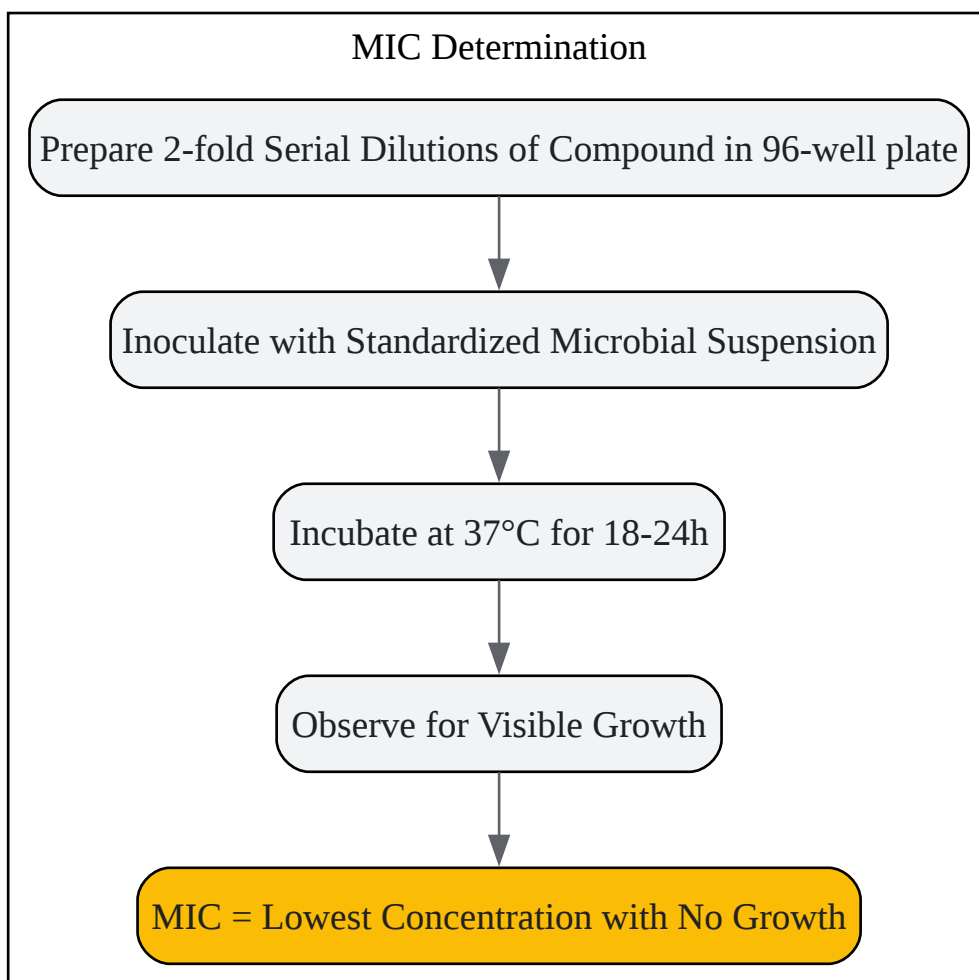 MIC Determination
Prepare 2-fold Serial Dilutions of Compound in 96-well plate
Inoculate with Standardized Microbial Suspension
Incubate at 37°C for 18-24h
Observe for Visible Growth
MIC = Lowest Concentration with No Growth